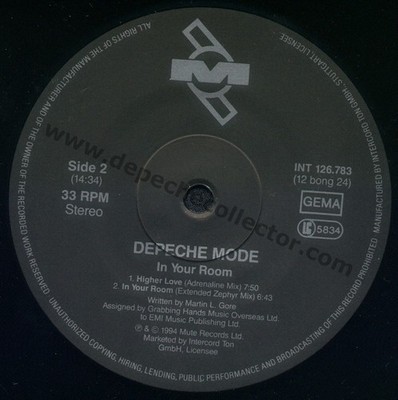 ALL RIGHTS OF THE MANUFACTURER AND OF THE OWNER OF THE RECORDED WORK RESERVED
UNAUTHORIZED COPYING, HIRING, LENDING, PUBLIC PERFORMANCE AND BROADCASTING OF THIS RECORD PROHIBITED
MANUFACTURED BY INTERCORD TON GMBH, STUTTGART LICENSEE
M
www.depechecollector.com
Side 2
(14:34)
33 RPM
Stereo
INT 126.783
(12 bong 24)
GEMA
LC 5834
DEPECHE MODE
In Your Room
1. Higher Love (Adrenaline Mix) 7:50
2. In Your Room (Extended Zephyr Mix) 6:43
Written by Martin L. Gore
Assigned by Grabbing Hands Music Overseas Ltd.
to EMI Music Publishing Ltd.
℗ & © 1994 Mute Records Ltd.
Marketed by Intercord Ton
GmbH, Licensee